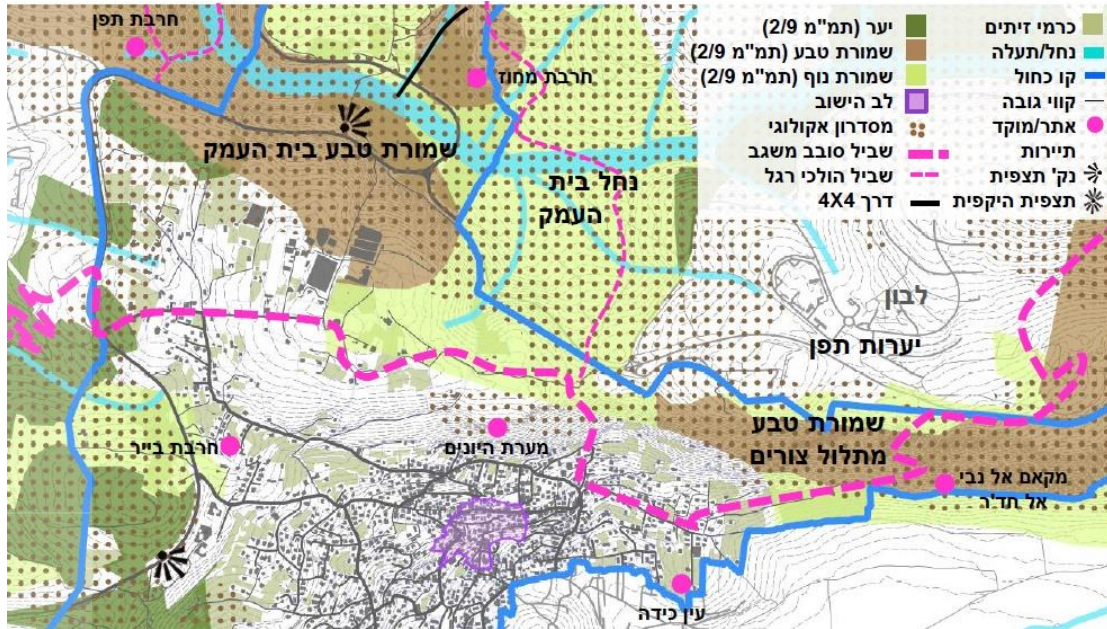 כרמי זיתים
נחל/תעלה
קו כחול
קווי גובה
אתר/מוקד
תיירות
נק' תצפית
תצפית היקפית
יער (תמ"מ 2/9)
שמורת טבע (תמ"מ 2/9)
שמורת נוף (תמ"מ 2/9)
לב הישוב
מסדרון אקולוגי
שביל סובב משגב
שביל הולכי רגל
דרך 4X4
חרבת תפן
חרבת מחוז
שמורת טבע בית העמק
נחל בית
העמק
לבון
יערות תפן
שמורת טבע
מתלול צורים
מערת היונים
חרבת בייר
מקאם אל נבי
אל חד'ר
עין כידה